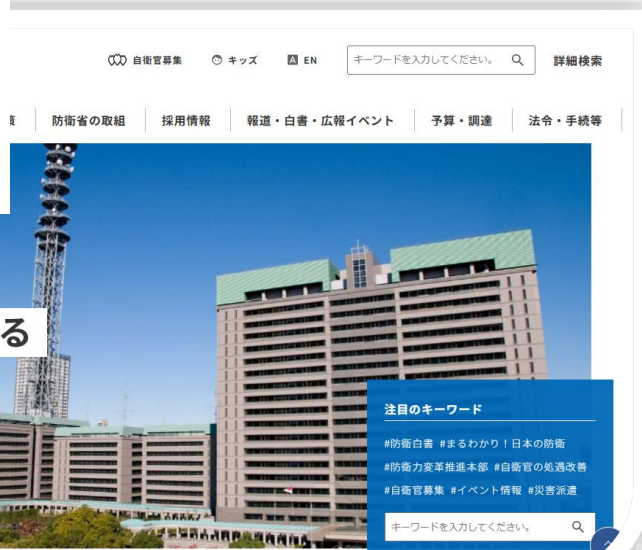 自衛官募集 キッズ A EN キーワードを入力してください。 詳細検索
防衛省の取組 採用情報 報道・白書・広報イベント 予算・調達 法令・手続等
る
注目のキーワード
#防衛白書 #まるわかり！日本の防衛
#防衛力変革推進本部 #自衛官の処遇改善
#自衛官募集 #イベント情報 #災害派遣
キーワードを入力してください。